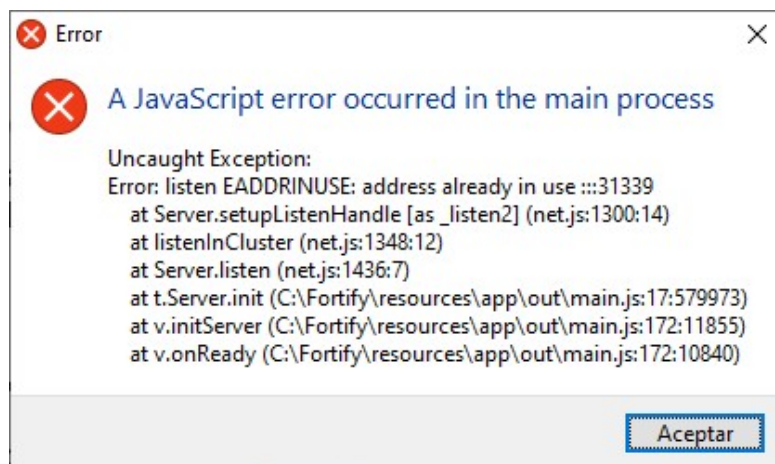 Error
A JavaScript error occurred in the main process
Uncaught Exception:
Error: listen EADDRINUSE: address already in use :::31339
at Server.setupListenHandle [as _listen2] (net.js:1300:14)
at listenInCluster (net.js:1348:12)
at Server.listen (net.js:1436:7)
at t.Server.init (C:\Fortify\resources\app\out\main.js:17:579973)
at v.initServer (C:\Fortify\resources\app\out\main.js:172:11855)
at v.onReady (C:\Fortify\resources\app\out\main.js:172:10840)
Aceptar